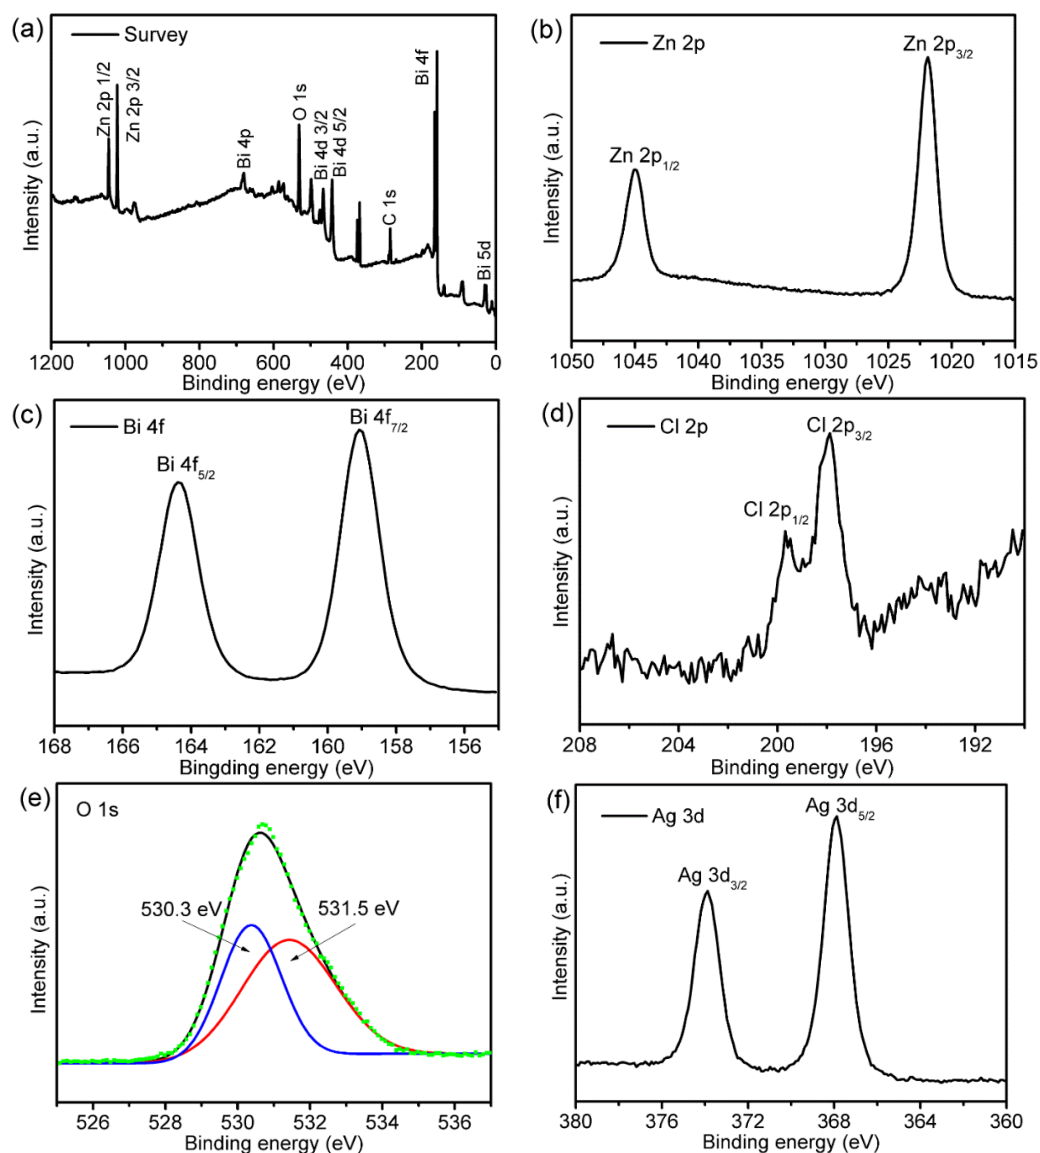 (a)
Survey
Zn 2p 1/2
Zn 2p 3/2
Bi 4p
O 1s
Bi 4d 3/2
Bi 4d 5/2
C 1s
Bi 4f
Bi 5d
Intensity (a.u.)
1200 1000 800 600 400 200 0
Binding energy (eV)
(b)
Zn 2p
Zn 2p3/2
Zn 2p1/2
Intensity (a.u.)
1050 1045 1040 1035 1030 1025 1020 1015
Binding energy (eV)
(c)
Bi 4f
Bi 4f7/2
Bi 4f5/2
Intensity (a.u.)
168 166 164 162 160 158 156
Bingding energy (eV)
(d)
Cl 2p
Cl 2p3/2
Cl 2p1/2
Intensity (a.u.)
208 204 200 196 192
Binding energy (eV)
(e)
O 1s
530.3 eV
531.5 eV
Intensity (a.u.)
526 528 530 532 534 536
Binding energy (eV)
(f)
Ag 3d
Ag 3d5/2
Ag 3d3/2
Intensity (a.u.)
380 376 372 368 364 360
Binding energy (eV)